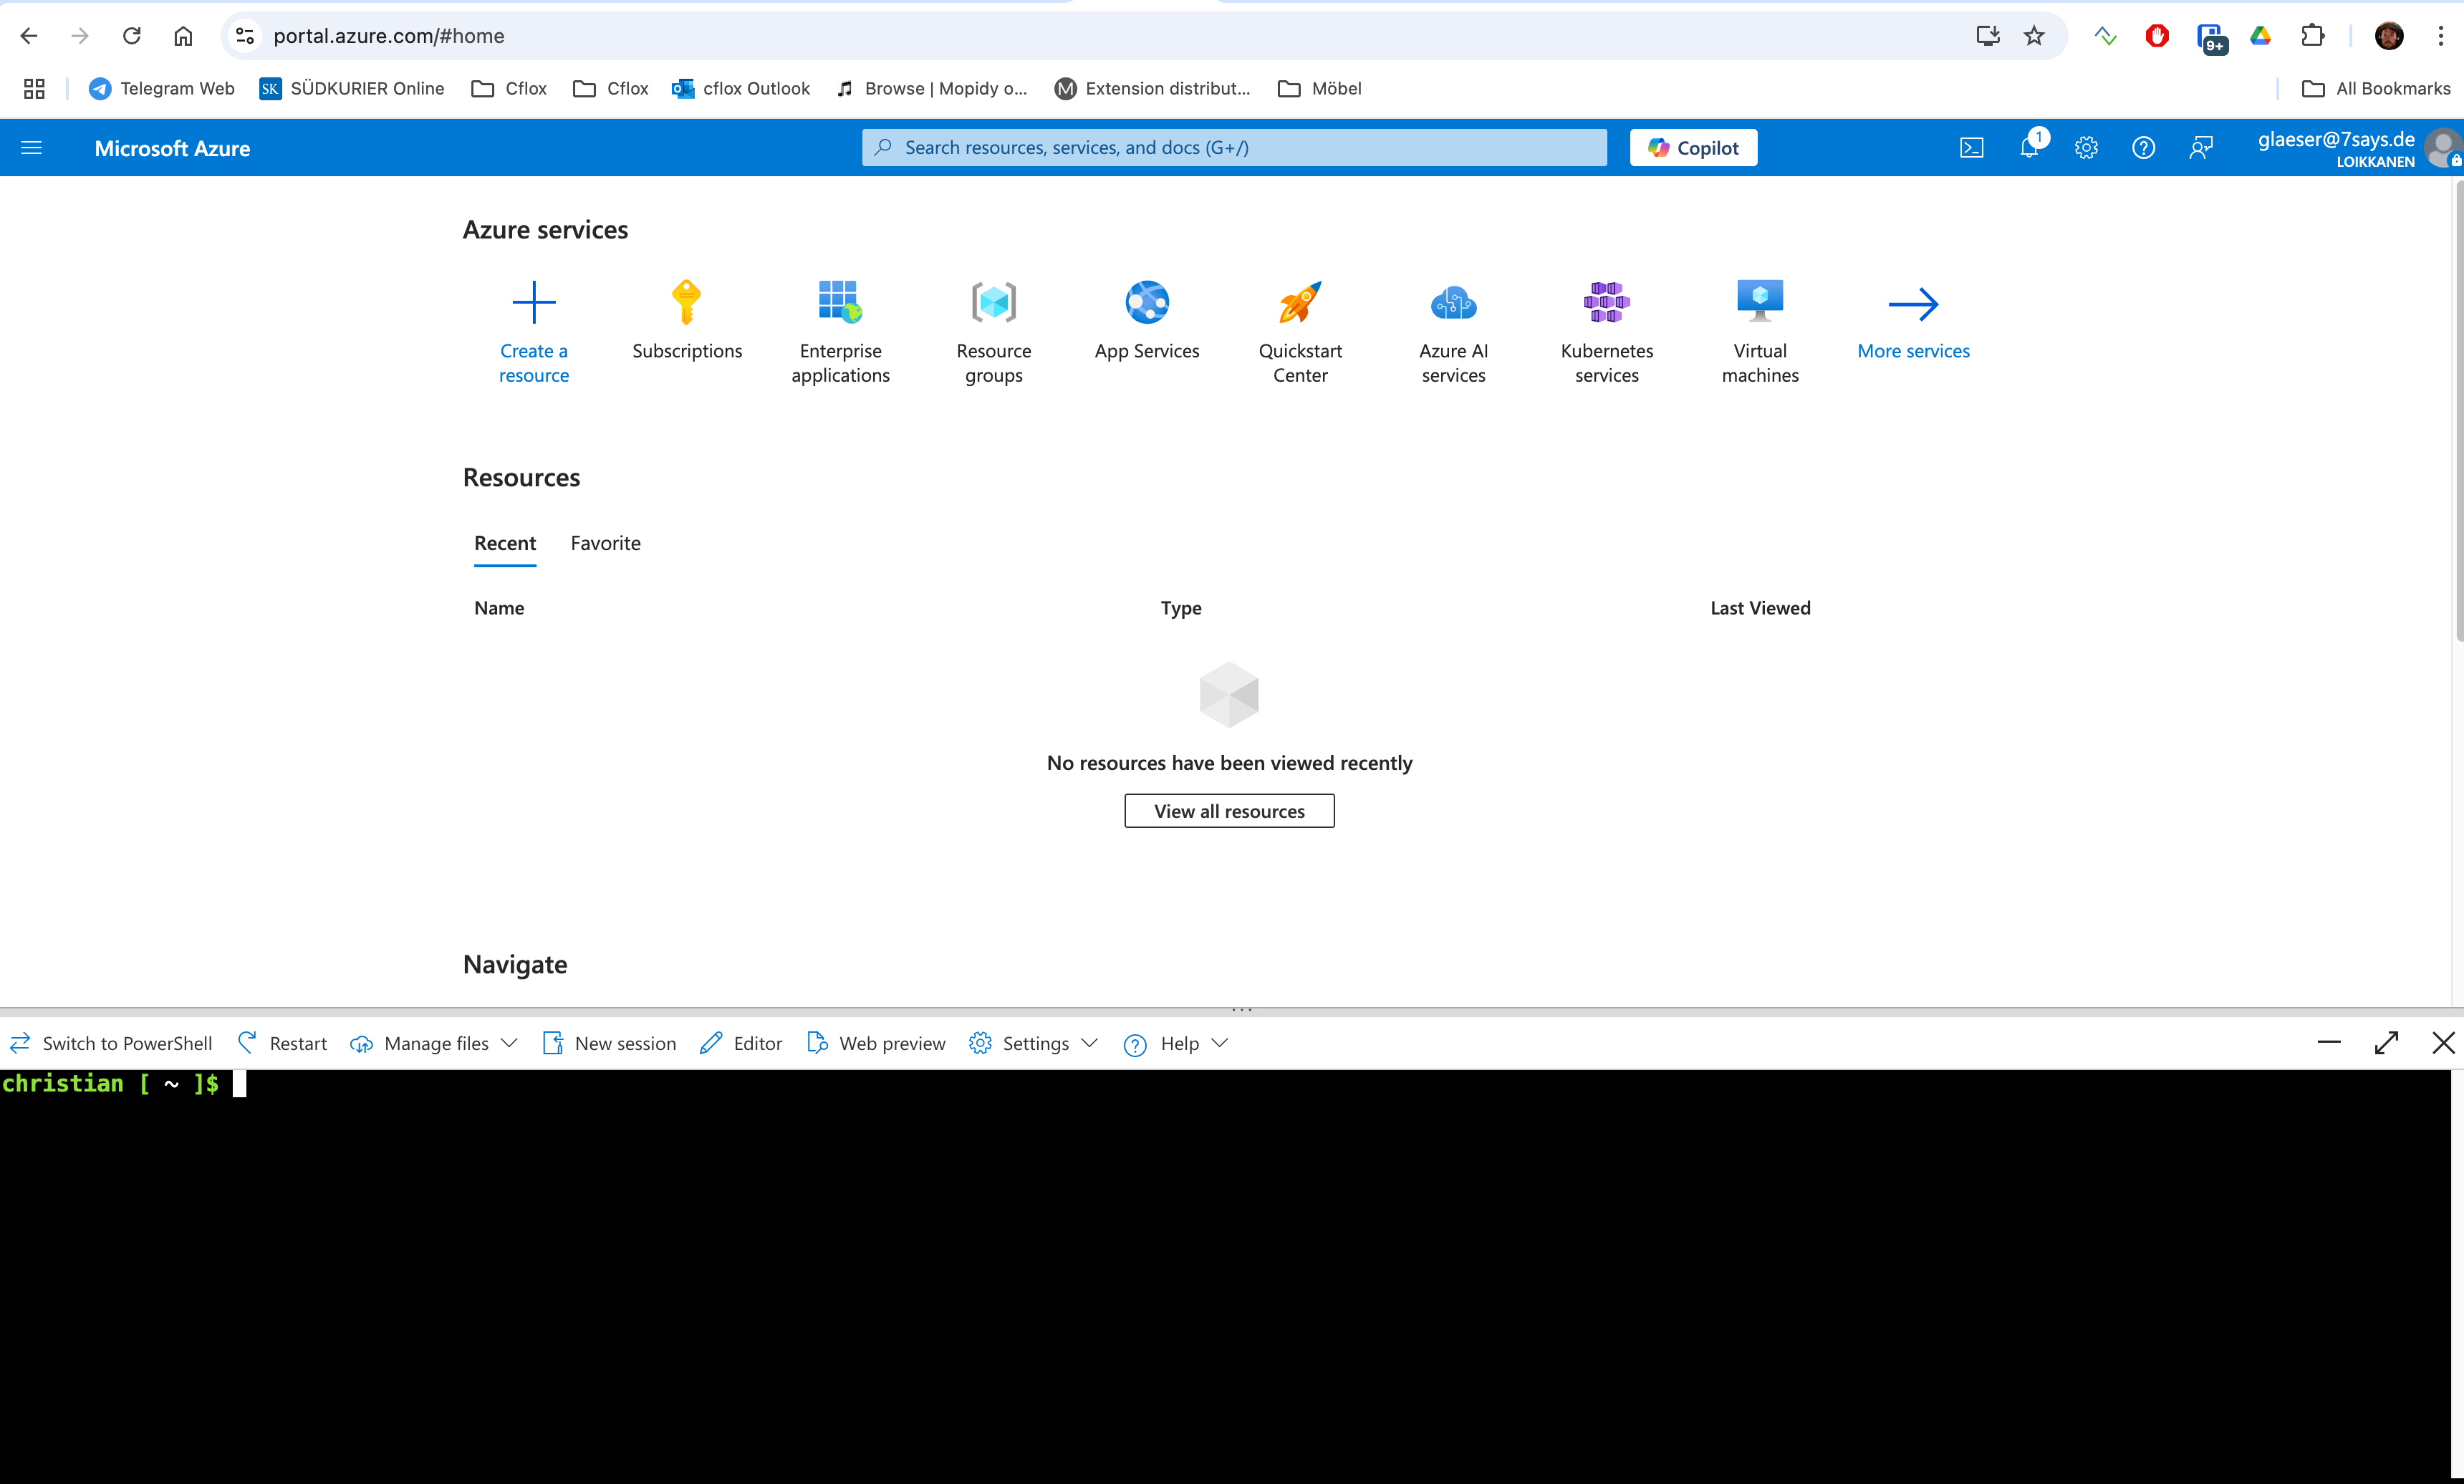 portal.azure.com/#home
9+
Telegram Web
SK SÜDKURIER Online
Cflox
Cflox
cflox Outlook
Browse | Mopidy o...
M Extension distribut...
Möbel
All Bookmarks
Microsoft Azure
Search resources, services, and docs (G+/)
Copilot
1
glaeser@7says.de
LOIKKANEN
Azure services
Create a
resource
Subscriptions
Enterprise
applications
Resource
groups
App Services
Quickstart
Center
Azure AI
services
Kubernetes
services
Virtual
machines
More services
Resources
Recent Favorite
Name Type Last Viewed
No resources have been viewed recently
View all resources
Navigate
Switch to PowerShell Restart Manage files New session Editor Web preview Settings Help
christian [ ~ ]$